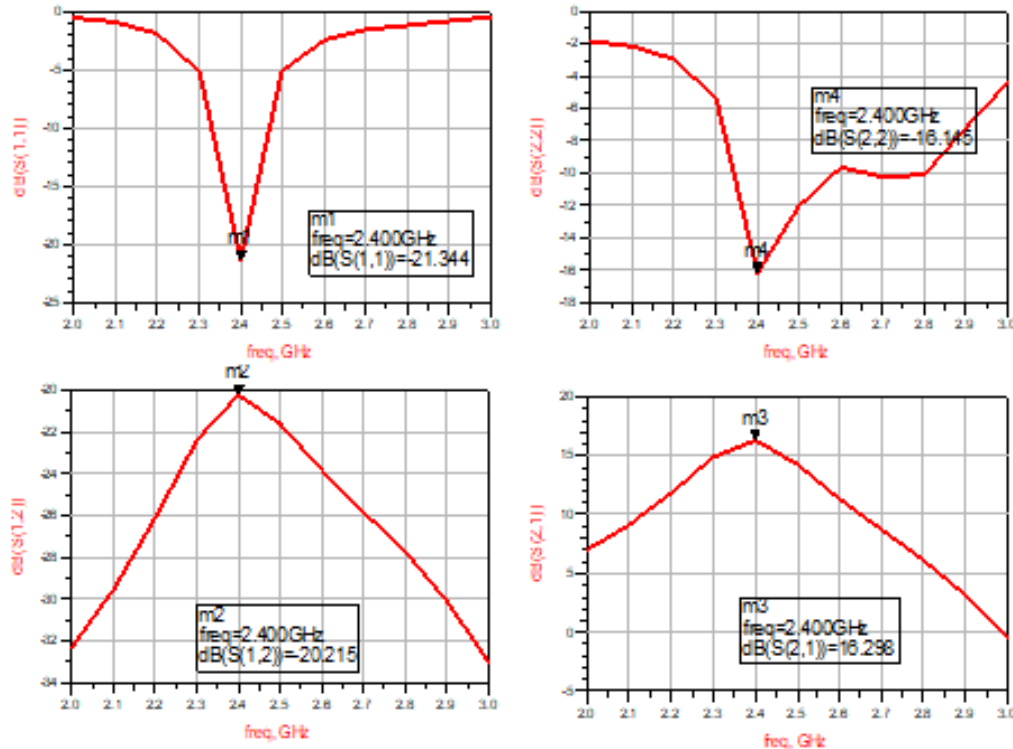 dB(S(1,1))
0
-5
-10
-15
-20
-25
m1
m1
freq=2.400GHz
dB(S(1,1))=-21.344
2.0 2.1 2.2 2.3 2.4 2.5 2.6 2.7 2.8 2.9 3.0
freq, GHz
dB(S(2,2))
0
-2
-4
-6
-8
-10
-12
-14
-16
-18
m4
freq=2.400GHz
dB(S(2,2))=-16.145
m4
2.0 2.1 2.2 2.3 2.4 2.5 2.6 2.7 2.8 2.9 3.0
freq, GHz
dB(S(1,2))
m2
-20
-22
-24
-26
-28
-30
-32
-34
m2
freq=2.400GHz
dB(S(1,2))=-20.215
2.0 2.1 2.2 2.3 2.4 2.5 2.6 2.7 2.8 2.9 3.0
freq, GHz
dB(S(2,1))
20
15
10
5
0
-5
m3
m3
freq=2.400GHz
dB(S(2,1))=16.298
2.0 2.1 2.2 2.3 2.4 2.5 2.6 2.7 2.8 2.9 3.0
freq, GHz